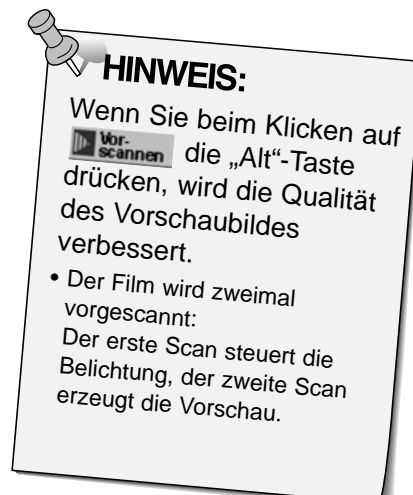 HINWEIS:
Wenn Sie beim Klicken auf
Vor-
scannen die „Alt“-Taste
drücken, wird die Qualität
des Vorschaubildes
verbessert.
• Der Film wird zweimal
vorgescannt:
Der erste Scan steuert die
Belichtung, der zweite Scan
erzeugt die Vorschau.